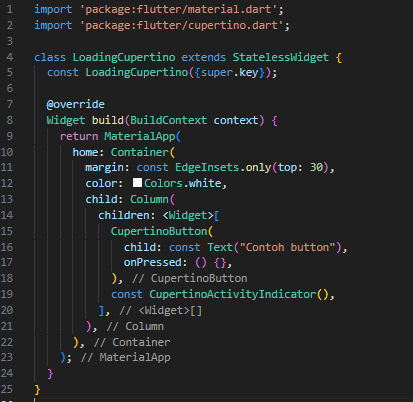 1 import 'package:flutter/material.dart';
2 import 'package:flutter/cupertino.dart';
3
4 class LoadingCupertino extends StatelessWidget {
5   const LoadingCupertino({super.key});
6
7   @override
8   Widget build(BuildContext context) {
9     return MaterialApp(
10       home: Container(
11         margin: const EdgeInsets.only(top: 30),
12         color: Colors.white,
13         child: Column(
14           children: <Widget>[
15             CupertinoButton(
16               child: const Text("Contoh button"),
17               onPressed: () {},
18             ), // CupertinoButton
19             const CupertinoActivityIndicator(),
20           ], // <Widget>[]
21         ), // Column
22       ), // Container
23     ); // MaterialApp
24   }
25 }